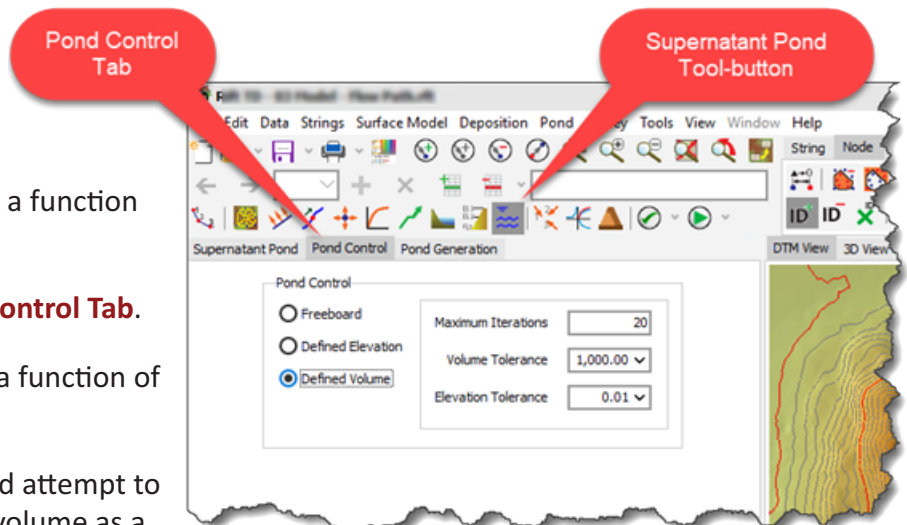 Pond Control
Tab
Supernatant Pond
Tool-button
Edit Data Strings Surface Model Deposition Pond Tools View Window Help
String Node
ID ID
Supernatant Pond Pond Control Pond Generation
DTM View 3D View
Pond Control
Freeboard
Defined Elevation
Defined Volume
Maximum Iterations 20
Volume Tolerance 1,000.00
Elevation Tolerance 0.01
a function
ontrol Tab.
a function of
d attempt to
volume as a